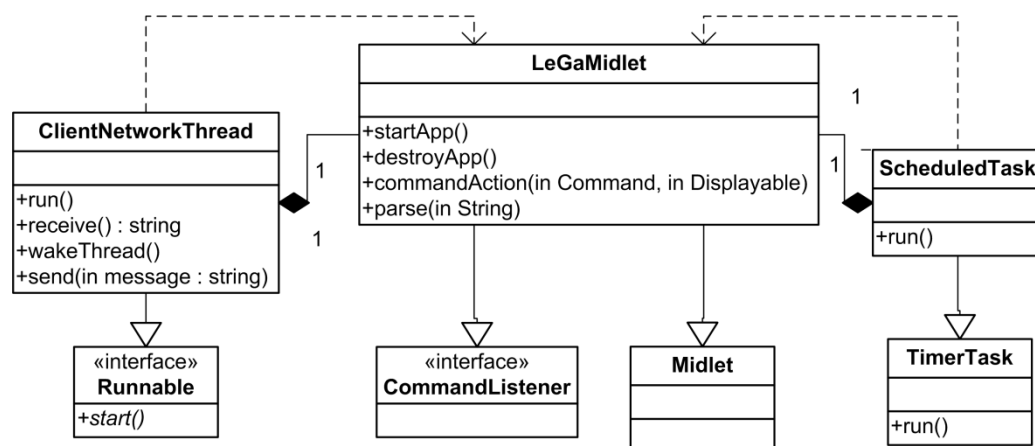 LeGaMidlet
+startApp()
+destroyApp()
+commandAction(in Command, in Displayable)
+parse(in String)
ClientNetworkThread
+run()
+receive() : string
+wakeThread()
+send(in message : string)
1
1
1
1
ScheduledTask
+run()
«interface»
Runnable
+start()
«interface»
CommandListener
Midlet
TimerTask
+run()